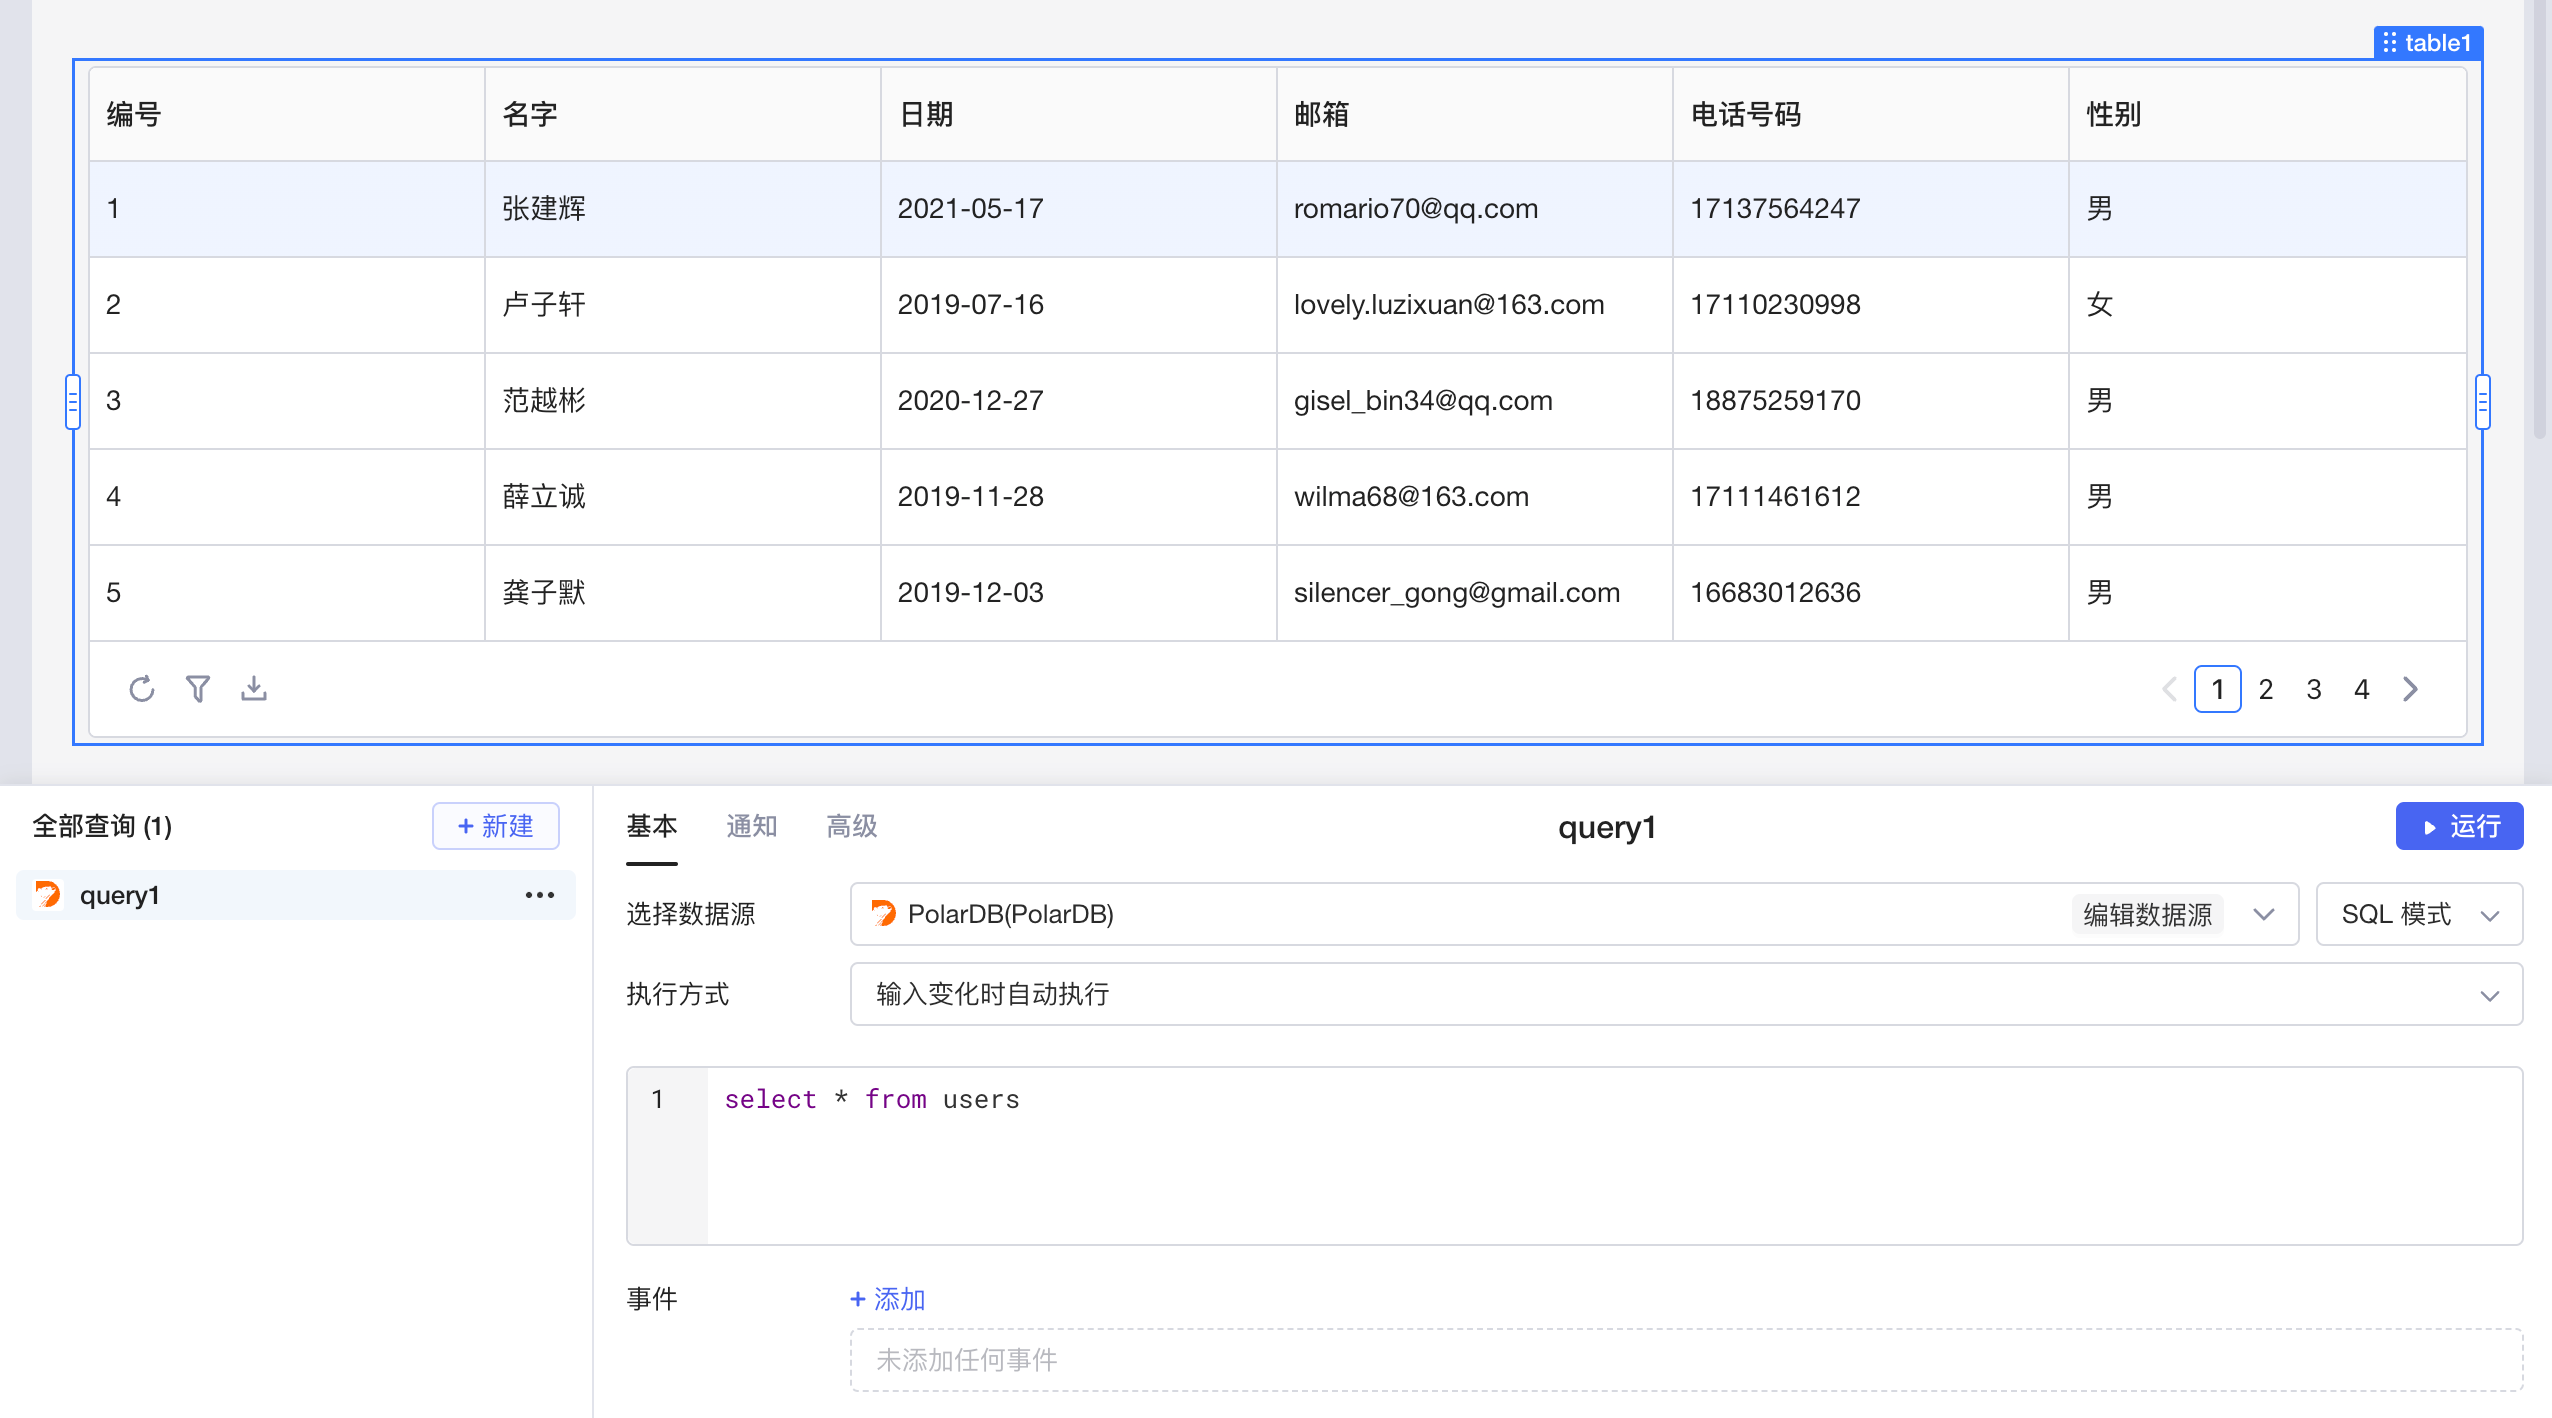 table1
编号 名字 日期 邮箱 电话号码 性别
1 张建辉 2021-05-17 romario70@qq.com 17137564247 男
2 卢子轩 2019-07-16 lovely.luzixuan@163.com 17110230998 女
3 范越彬 2020-12-27 gisel_bin34@qq.com 18875259170 男
4 薛立诚 2019-11-28 wilma68@163.com 17111461612 男
5 龚子默 2019-12-03 silencer_gong@gmail.com 16683012636 男
1 2 3 4
全部查询 (1) + 新建
query1
基本 通知 高级 query1 运行
选择数据源 PolarDB(PolarDB) 编辑数据源 SQL 模式
执行方式 输入变化时自动执行
1 select * from users
事件 + 添加
未添加任何事件